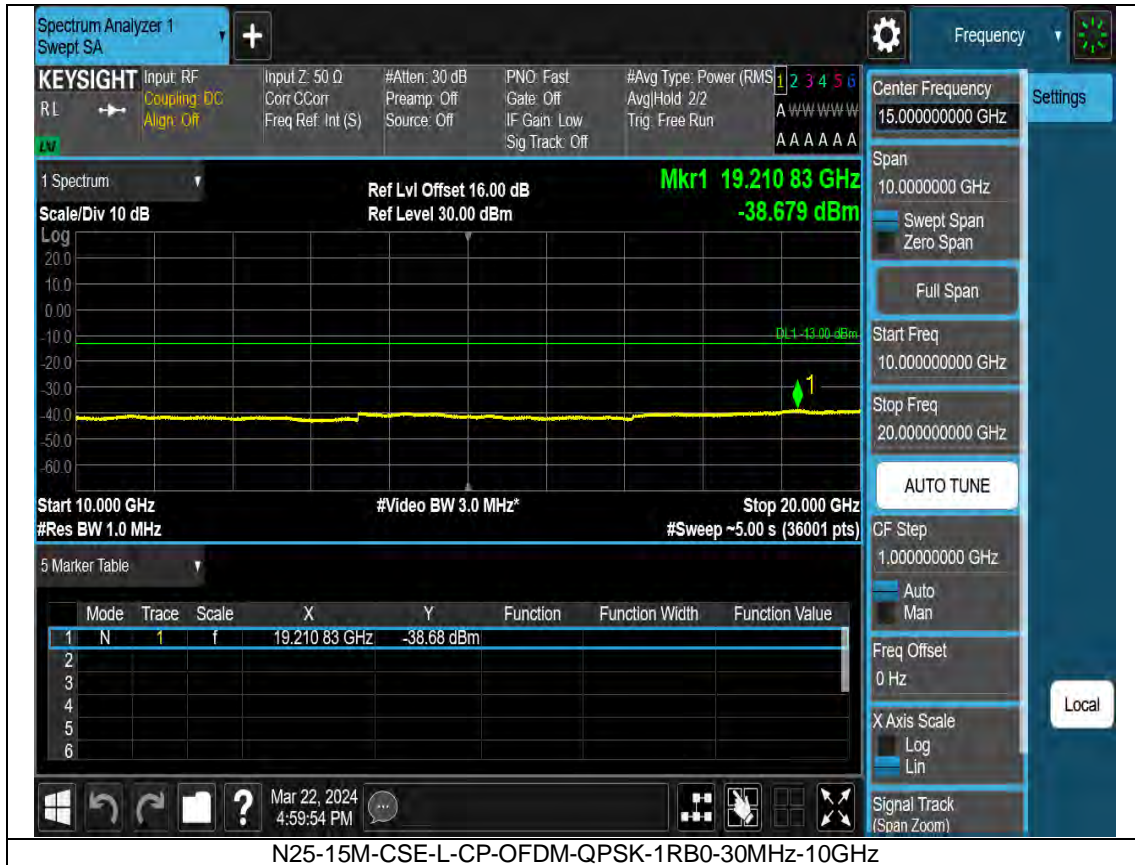 Spectrum Analyzer 1
Swept SA
+
Frequency
KEYSIGHT
RL
LXI
Input: RF
Coupling: DC
Align: Off
Input Z: 50 Ω
Corr CCorr
Freq Ref: Int (S)
#Atten: 30 dB
Preamp: Off
Source: Off
PNO: Fast
Gate: Off
IF Gain: Low
Sig Track: Off
#Avg Type: Power (RMS
Avg|Hold: 2/2
Trig: Free Run
1 2 3 4 5 6
A W W W W W
A A A A A A
1 Spectrum
Scale/Div 10 dB
Ref Lvl Offset 16.00 dB
Ref Level 30.00 dBm
Mkr1 19.210 83 GHz
-38.679 dBm
Log
20.0
10.0
0.00
-10.0
-20.0
-30.0
-40.0
-50.0
-60.0
DL1 -13.00 dBm
1
Start 10.000 GHz
#Video BW 3.0 MHz*
Stop 20.000 GHz
#Res BW 1.0 MHz
#Sweep ~5.00 s (36001 pts)
5 Marker Table
Mode Trace Scale X Y Function Function Width Function Value
1 N 1 f 19.210 83 GHz -38.68 dBm
2
3
4
5
6
?
Mar 22, 2024
4:59:54 PM
Center Frequency
15.000000000 GHz
Settings
Span
10.0000000 GHz
Swept Span
Zero Span
Full Span
Start Freq
10.000000000 GHz
Stop Freq
20.000000000 GHz
AUTO TUNE
CF Step
1.000000000 GHz
Auto
Man
Freq Offset
0 Hz
Local
X Axis Scale
Log
Lin
Signal Track
(Span Zoom)
N25-15M-CSE-L-CP-OFDM-QPSK-1RB0-30MHz-10GHz